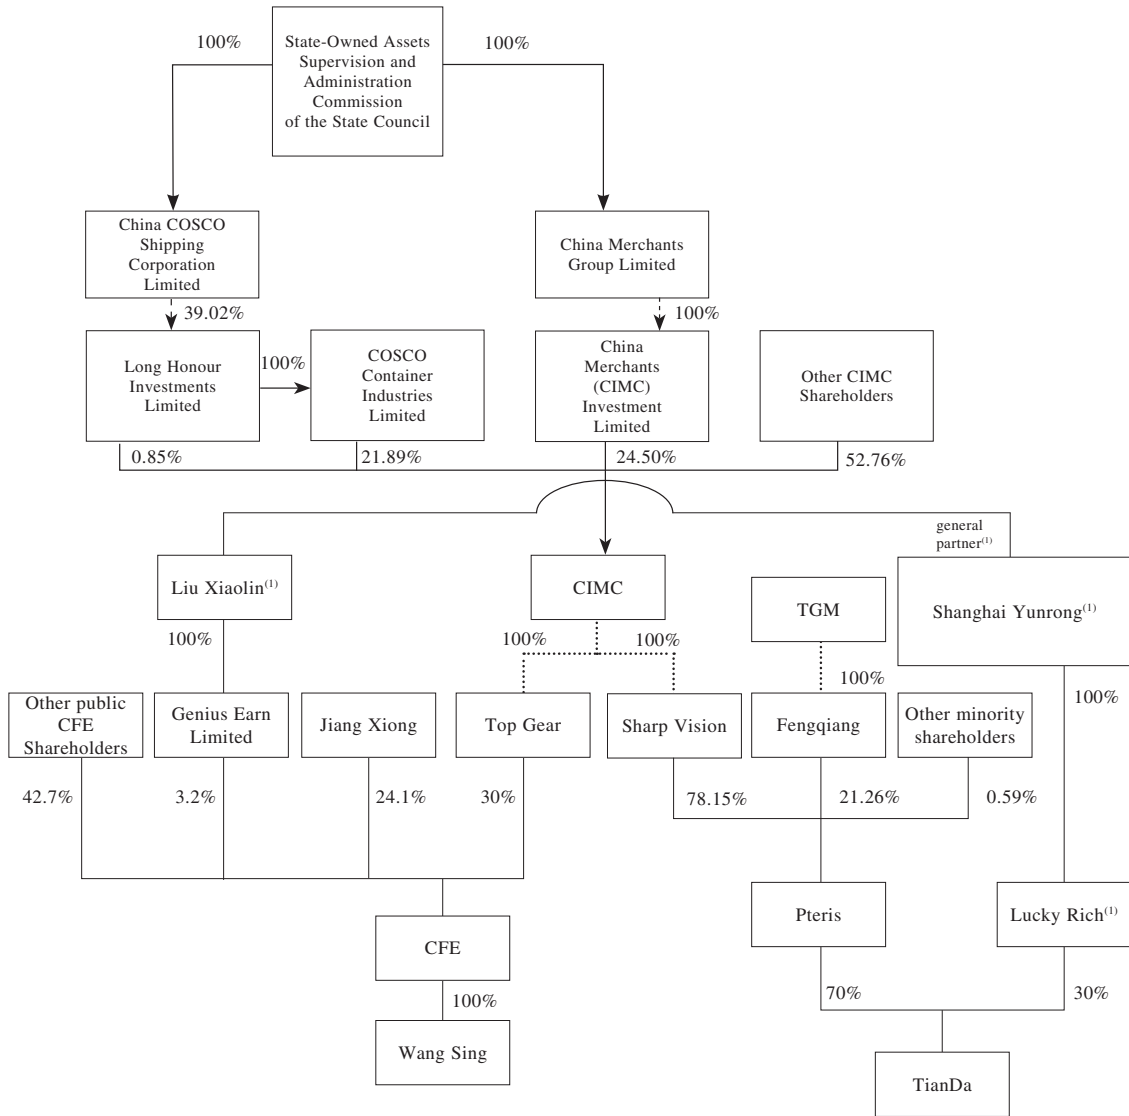 100%
State-Owned Assets
Supervision and
Administration
Commission
of the State Council
100%
China COSCO
Shipping
Corporation
Limited
China Merchants
Group Limited
39.02%
100%
Long Honour
Investments
Limited
100%
COSCO
Container
Industries
Limited
China
Merchants
(CIMC)
Investment
Limited
Other CIMC
Shareholders
0.85%
21.89%
24.50%
52.76%
general
partner(1)
Liu Xiaolin(1)
CIMC
TGM
Shanghai Yunrong(1)
100%
100%
100%
100%
100%
Other public
CFE
Shareholders
Genius Earn
Limited
Jiang Xiong
Top Gear
Sharp Vision
Fengqiang
Other minority
shareholders
42.7%
3.2%
24.1%
30%
78.15%
21.26%
0.59%
CFE
Pteris
Lucky Rich(1)
100%
70%
30%
Wang Sing
TianDa